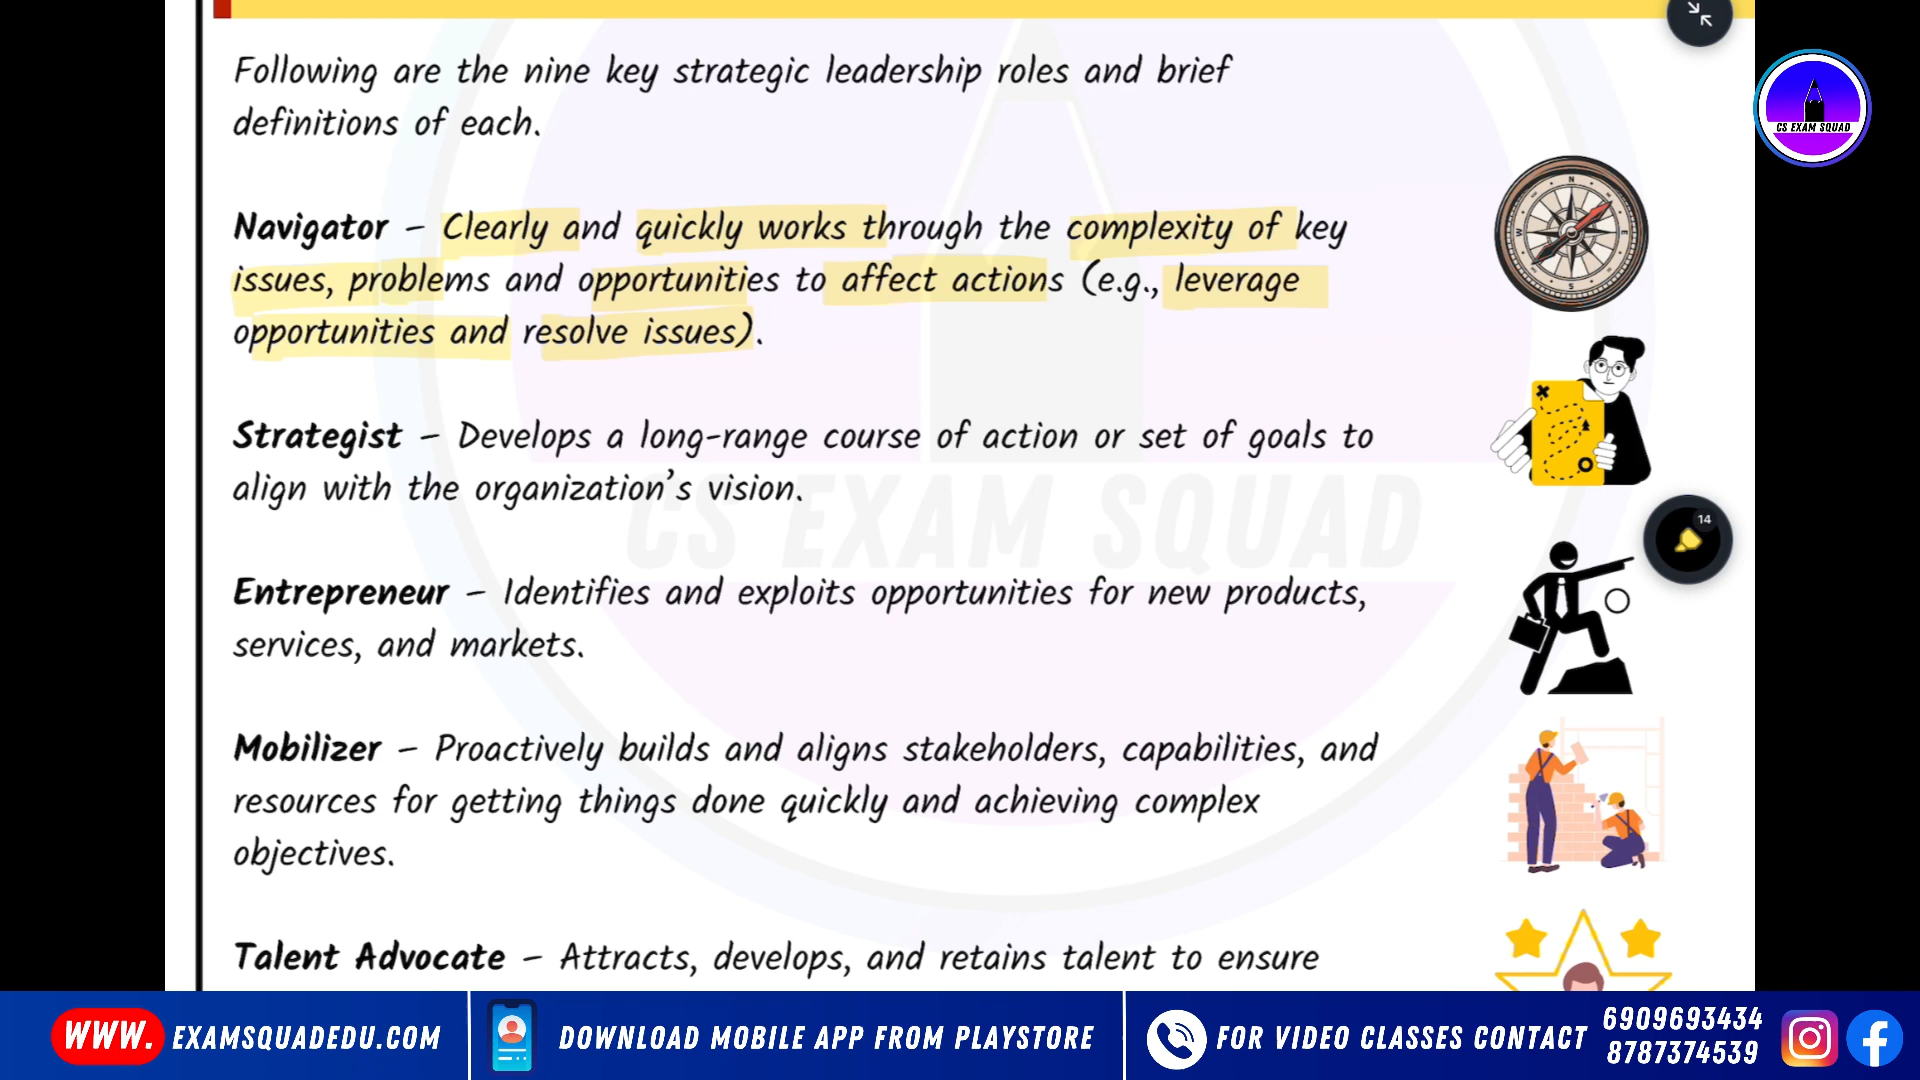 Following are the nine key strategic leadership roles and brief
definitions of each.
CS EXAM SQUAD
Navigator – Clearly and quickly works through the complexity of key
issues, problems and opportunities to affect actions (e.g., leverage
opportunities and resolve issues).
Strategist – Develops a long-range course of action or set of goals to
align with the organization's vision.
CS EXAM SQUAD
14
Entrepreneur – Identifies and exploits opportunities for new products,
services, and markets.
Mobilizer – Proactively builds and aligns stakeholders, capabilities, and
resources for getting things done quickly and achieving complex
objectives.
Talent Advocate – Attracts, develops, and retains talent to ensure
WWW. EXAMSQUADEDU.COM
DOWNLOAD MOBILE APP FROM PLAYSTORE
FOR VIDEO CLASSES CONTACT
6909693434
8787374539